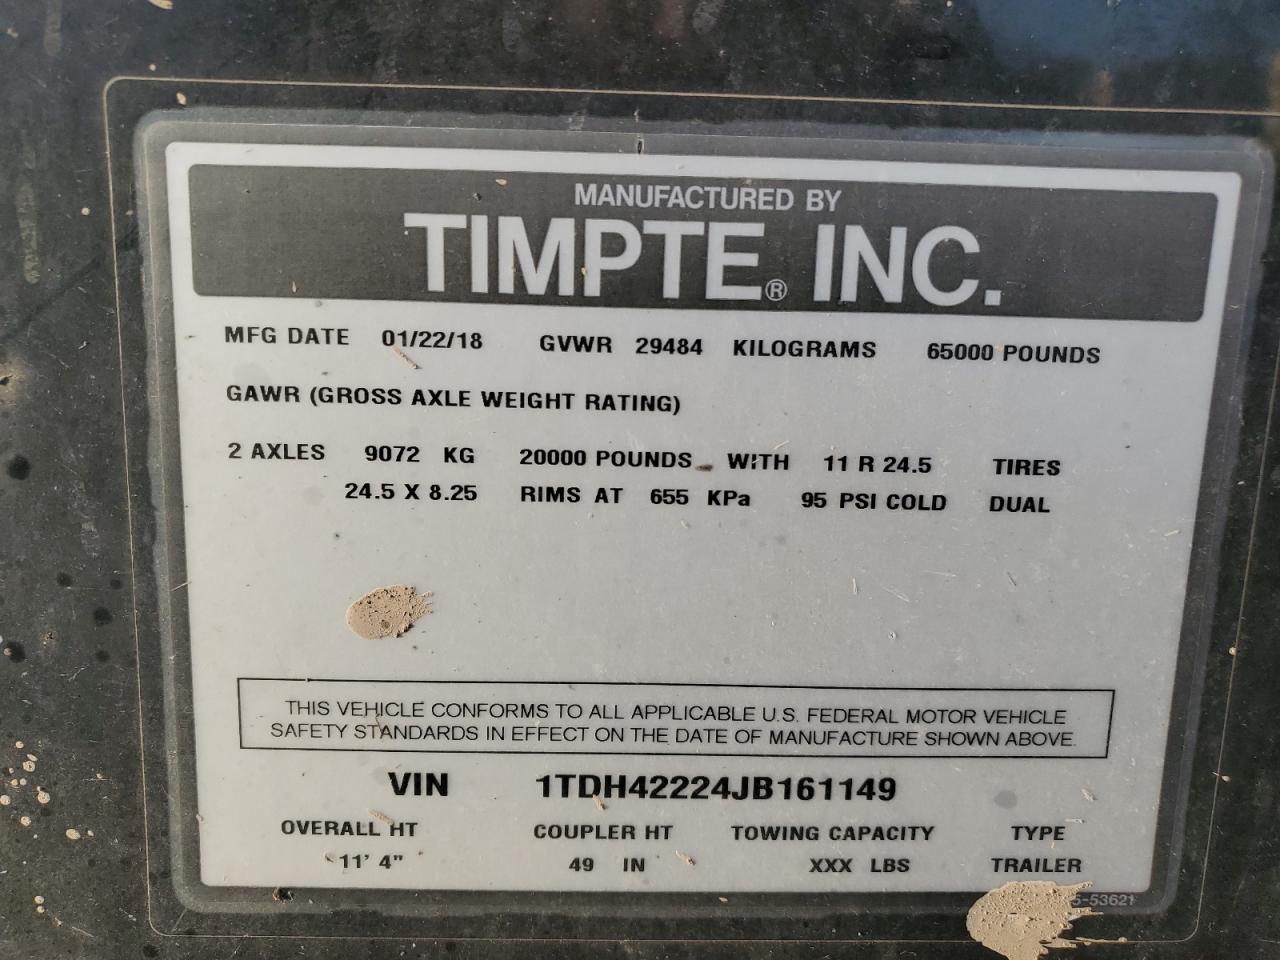 MANUFACTURED BY
TIMPTE® INC.
MFG DATE 01/22/18 GVWR 29484 KILOGRAMS 65000 POUNDS
GAWR (GROSS AXLE WEIGHT RATING)
2 AXLES 9072 KG 20000 POUNDS WITH 11 R 24.5 TIRES
24.5 X 8.25 RIMS AT 655 KPa 95 PSI COLD DUAL
THIS VEHICLE CONFORMS TO ALL APPLICABLE U.S. FEDERAL MOTOR VEHICLE
SAFETY STANDARDS IN EFFECT ON THE DATE OF MANUFACTURE SHOWN ABOVE.
VIN 1TDH42224JB161149
OVERALL HT COUPLER HT TOWING CAPACITY TYPE
11' 4" 49 IN XXX LBS TRAILER